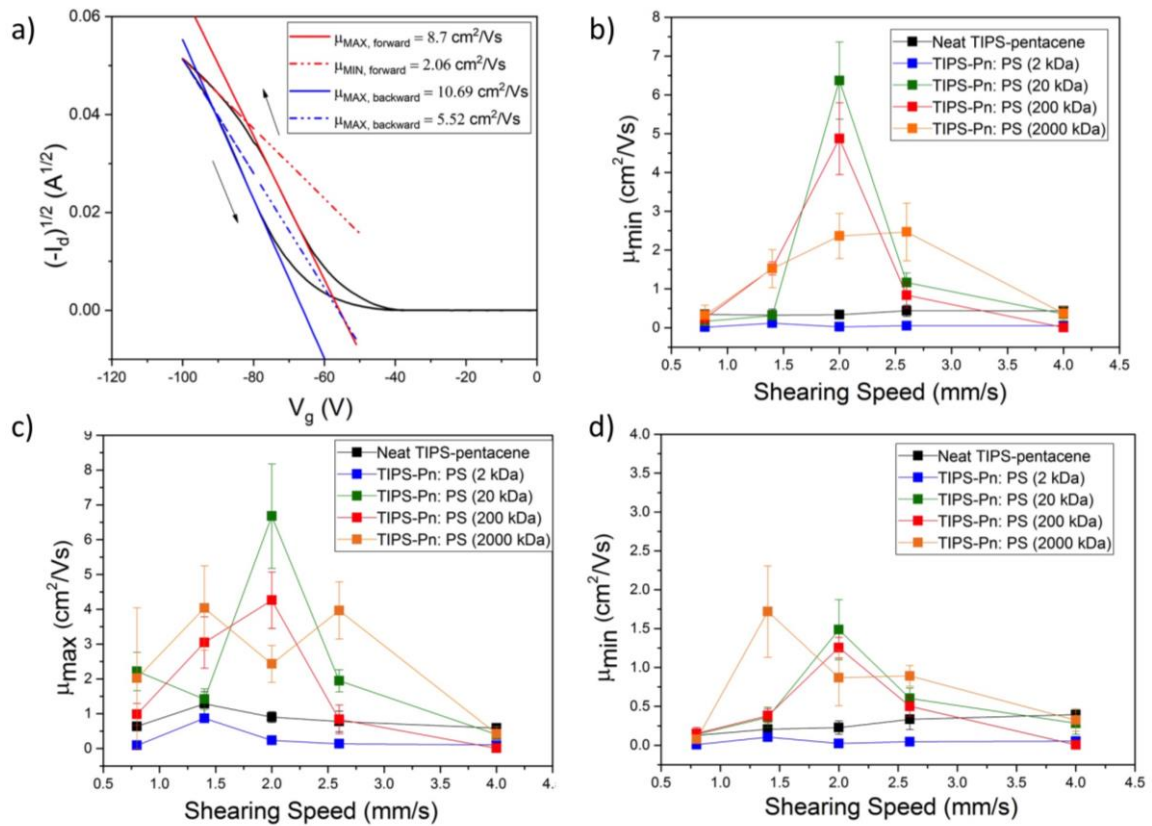 a)
0.06
0.04
0.02
0.00
(-I_d)^1/2 (A^1/2)
-120 -100 -80 -60 -40 -20 0
V_g (V)
μ_MAX, forward = 8.7 cm²/Vs
μ_MIN, forward = 2.06 cm²/Vs
μ_MAX, backward = 10.69 cm²/Vs
μ_MAX, backward = 5.52 cm²/Vs
b)
8
7
6
5
4
3
2
1
0
μ_min (cm²/Vs)
0.5 1.0 1.5 2.0 2.5 3.0 3.5 4.0 4.5
Shearing Speed (mm/s)
Neat TIPS-pentacene
TIPS-Pn: PS (2 kDa)
TIPS-Pn: PS (20 kDa)
TIPS-Pn: PS (200 kDa)
TIPS-Pn: PS (2000 kDa)
c)
9
8
7
6
5
4
3
2
1
0
μ_max (cm²/Vs)
0.5 1.0 1.5 2.0 2.5 3.0 3.5 4.0 4.
Shearing Speed (mm/s)
Neat TIPS-pentacene
TIPS-Pn: PS (2 kDa)
TIPS-Pn: PS (20 kDa)
TIPS-Pn: PS (200 kDa)
TIPS-Pn: PS (2000 kDa)
d)
4.0
3.5
3.0
2.5
2.0
1.5
1.0
0.5
0.0
μ_min (cm²/Vs)
0.5 1.0 1.5 2.0 2.5 3.0 3.5 4.0 4.5
Shearing Speed (mm/s)
Neat TIPS-pentacene
TIPS-Pn: PS (2 kDa)
TIPS-Pn: PS (20 kDa)
TIPS-Pn: PS (200 kDa)
TIPS-Pn: PS (2000 kDa)